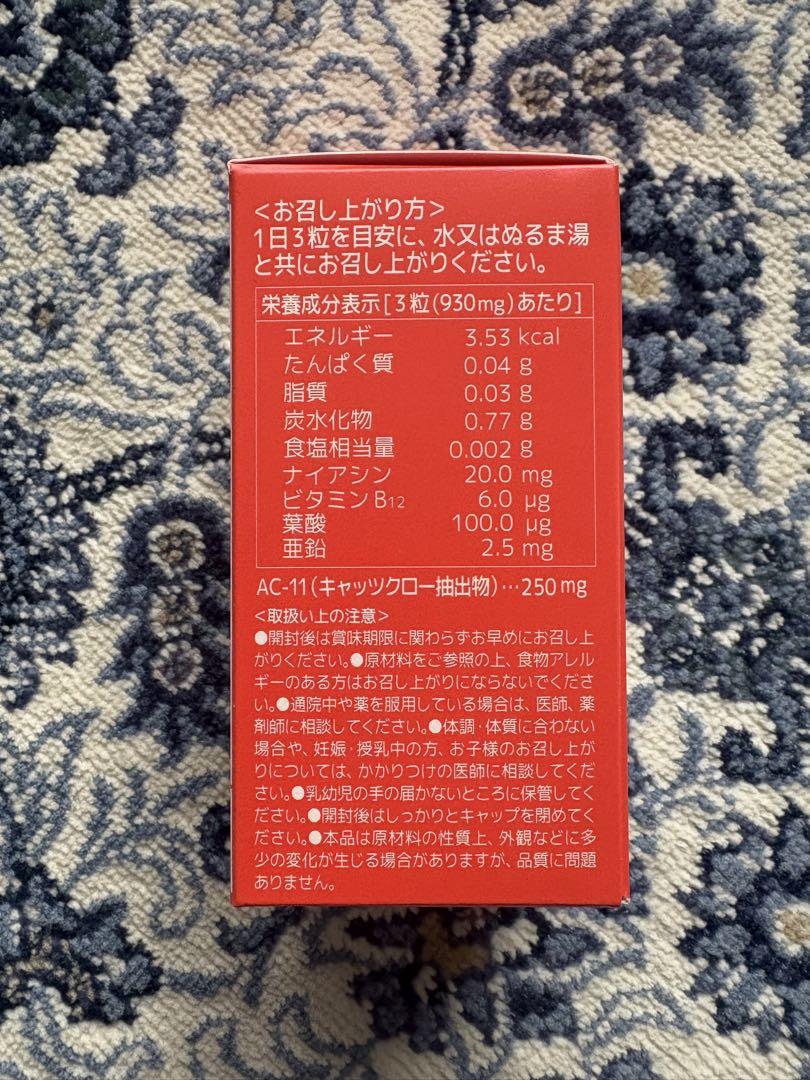 <お召し上がり方>
1日3粒を目安に、水又はぬるま湯
と共にお召し上がりください。
栄養成分表示[3粒(930mg)あたり]
エネルギー 3.53 kcal
たんぱく質 0.04 g
脂質 0.03 g
炭水化物 0.77 g
食塩相当量 0.002 g
ナイアシン 20.0 mg
ビタミンB12 6.0 μg
葉酸 100.0 μg
亜鉛 2.5 mg
AC-11(キャッツクロー抽出物)…250mg
<取扱い上の注意>
●開封後は賞味期限に関わらずお早めにお召し上
がりください。●原材料をご参照の上、食物アレル
ギーのある方はお召し上がりにならないでくださ
い。●通院中や薬を服用している場合は、医師、薬
剤師に相談してください。●体調・体質に合わない
場合や、妊娠・授乳中の方、お子様のお召し上が
りについては、かかりつけの医師に相談してくだ
さい。●乳幼児の手の届かないところに保管してく
ださい。●開封後はしっかりとキャップを閉めてく
ださい。●本品は原材料の性質上、外観などに多
少の変化が生じる場合がありますが、品質に問題
ありません。